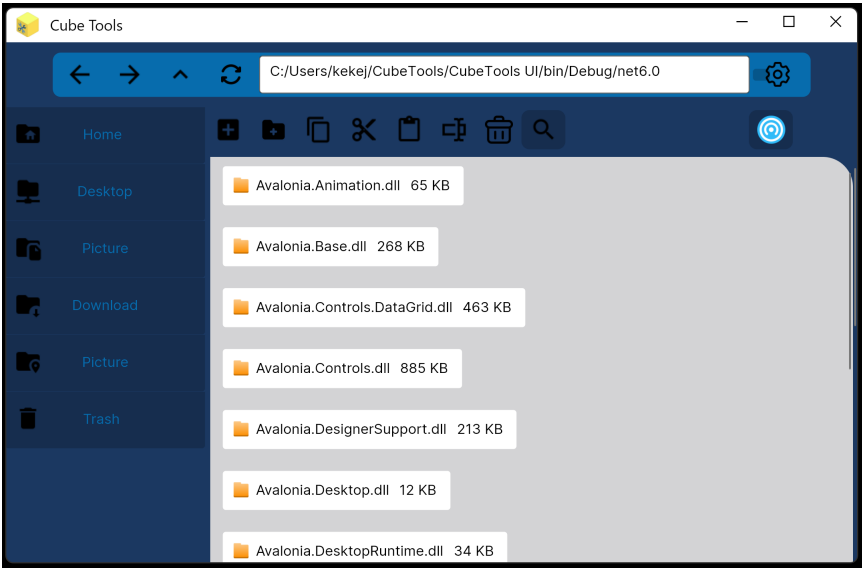 Cube Tools
C:/Users/kekej/CubeTools/CubeTools UI/bin/Debug/net6.0
Home
Desktop
Picture
Download
Picture
Trash
Avalonia.Animation.dll 65 KB
Avalonia.Base.dll 268 KB
Avalonia.Controls.DataGrid.dll 463 KB
Avalonia.Controls.dll 885 KB
Avalonia.DesignerSupport.dll 213 KB
Avalonia.Desktop.dll 12 KB
Avalonia.DesktopRuntime.dll 34 KB